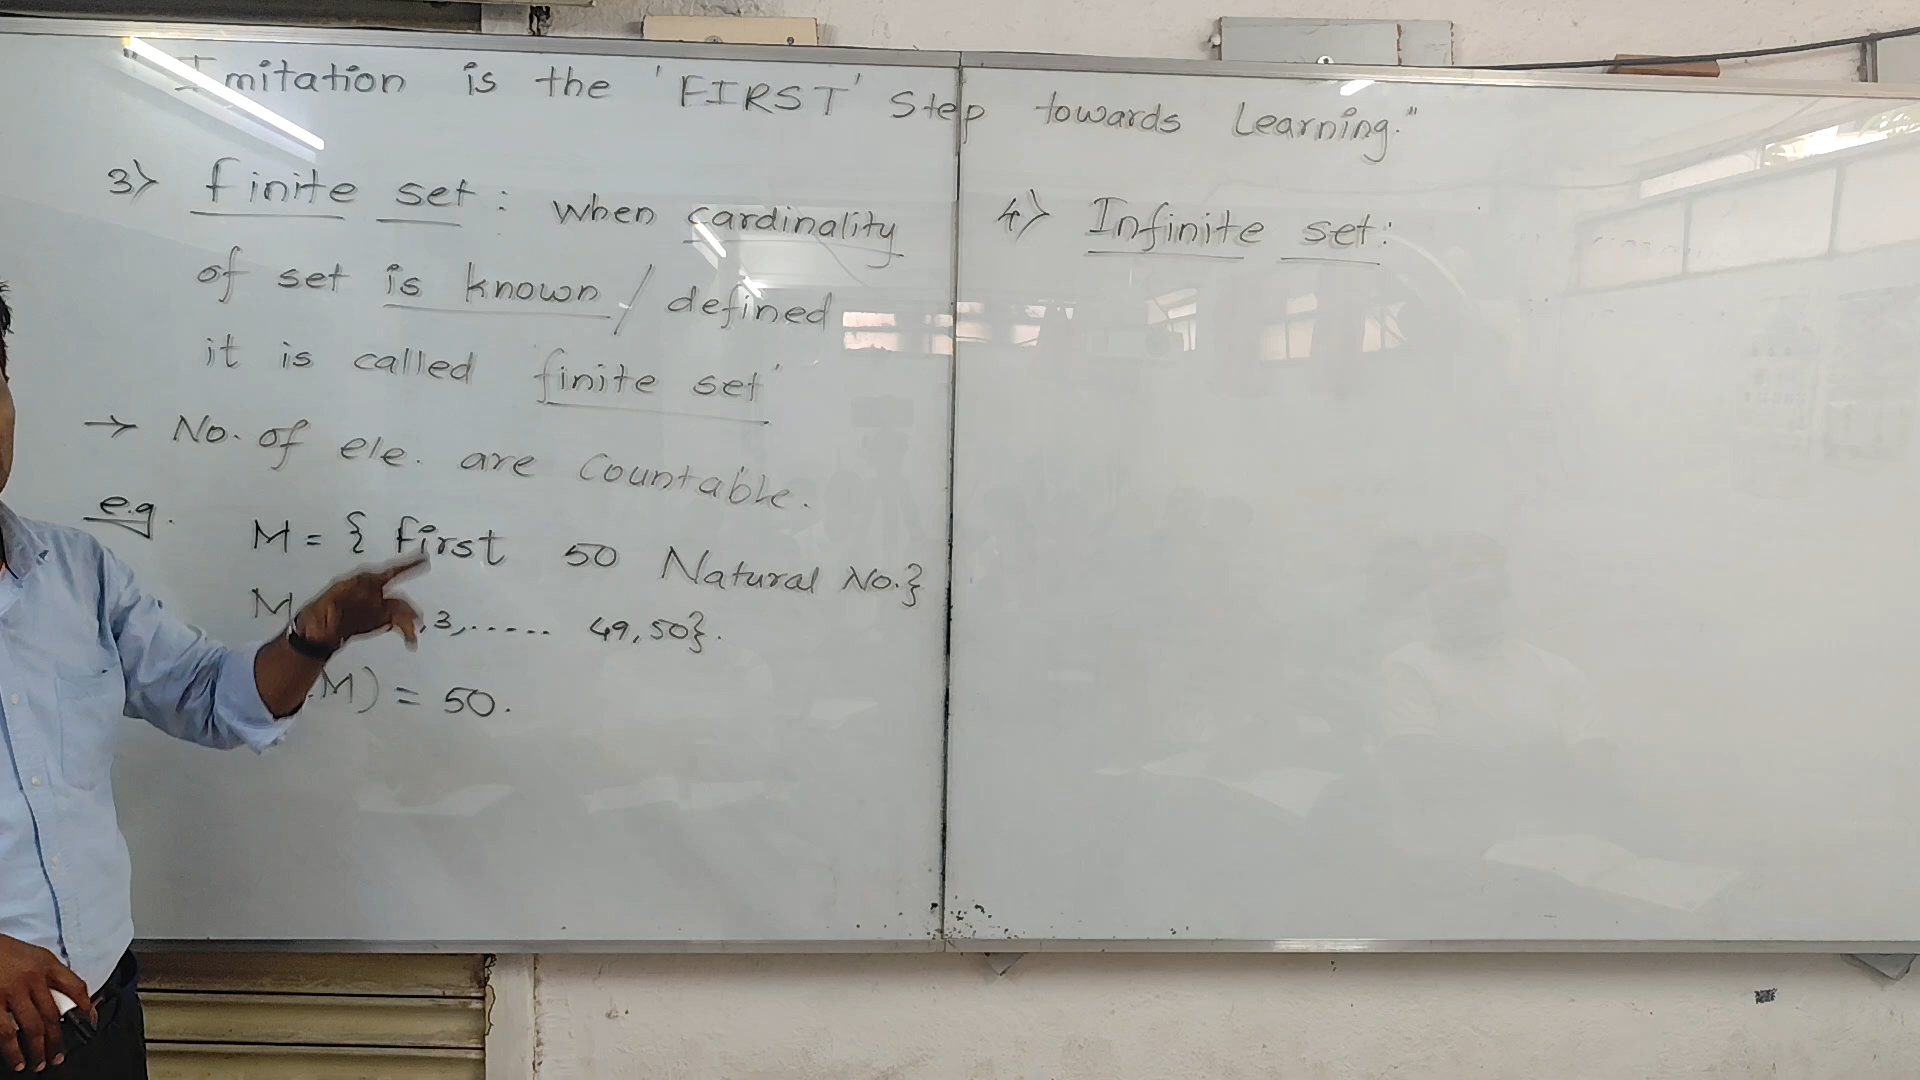 "Imitation is the 'FIRST' Step towards Learning."
3) finite set: when cardinality
of set is known / defined
it is called 'finite set'
→ No. of ele. are Countable.
e.g. M = { first 50 Natural No.}
M ,3,..... 49,50}.
M) = 50.
4) Infinite set: